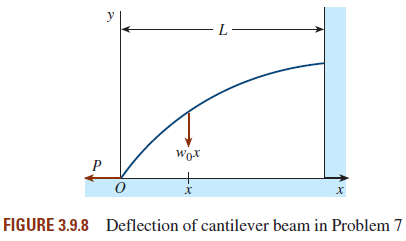 y
L
w₀x
P
O
x
x
FIGURE 3.9.8 Deflection of cantilever beam in Problem 7